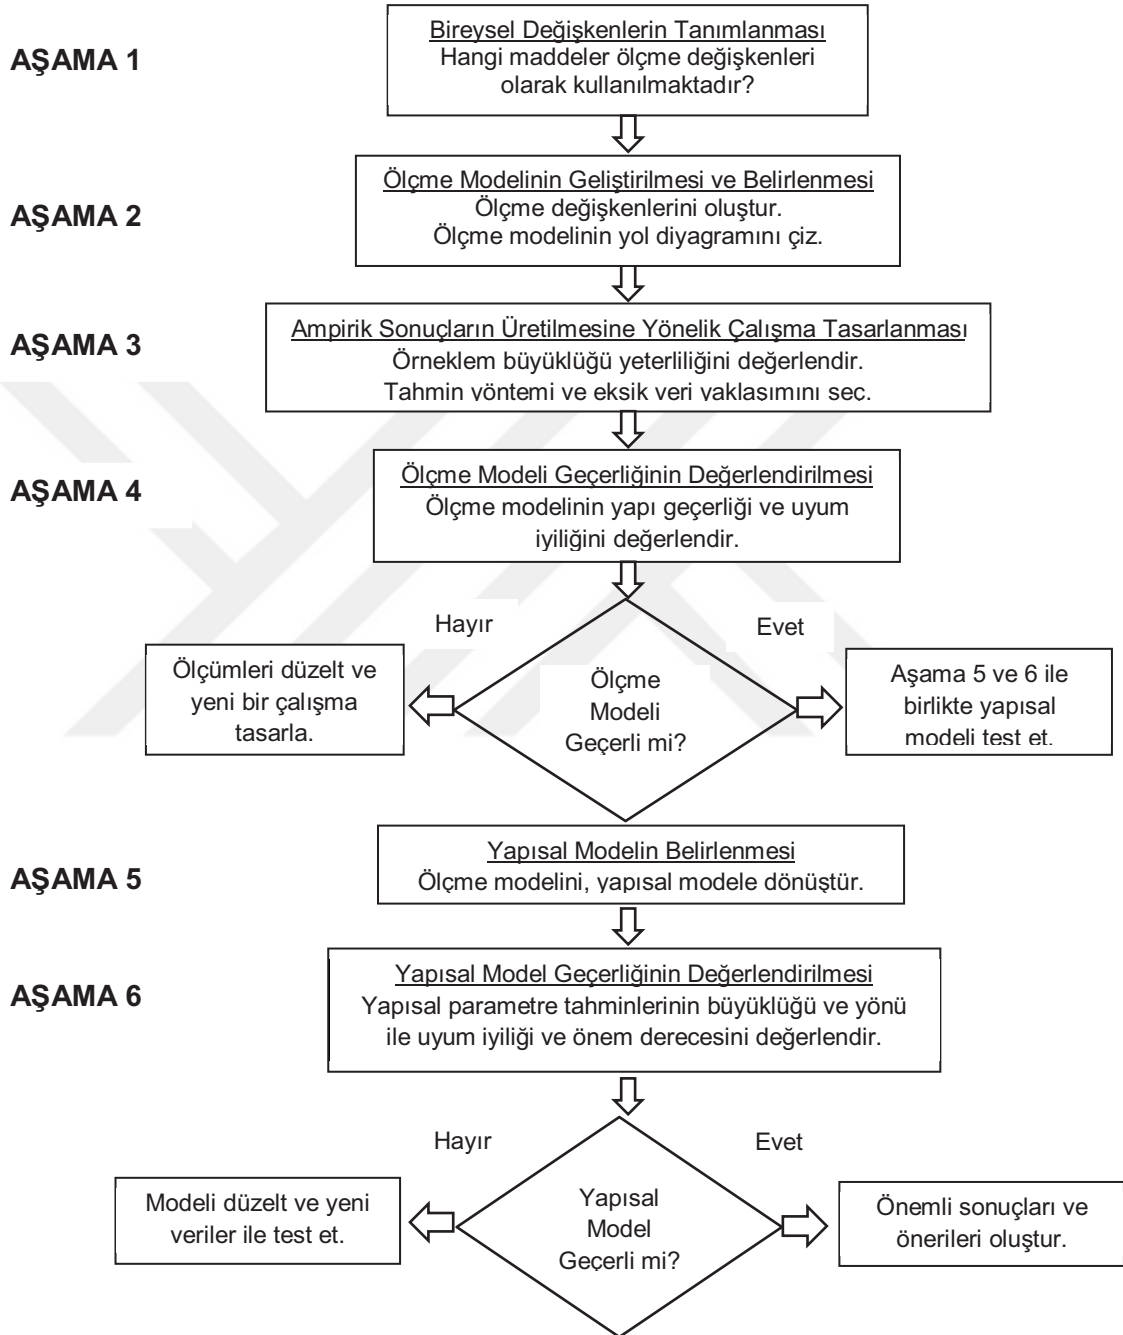 AŞAMA 1
Bireysel Değişkenlerin Tanımlanması
Hangi maddeler ölçme değişkenleri
olarak kullanılmaktadır?
AŞAMA 2
Ölçme Modelinin Geliştirilmesi ve Belirlenmesi
Ölçme değişkenlerini oluştur.
Ölçme modelinin yol diyagramını çiz.
AŞAMA 3
Ampirik Sonuçların Üretilmesine Yönelik Çalışma Tasarlanması
Örneklem büyüklüğü yeterliliğini değerlendir.
Tahmin yöntemi ve eksik veri yaklaşımını seç.
AŞAMA 4
Ölçme Modeli Geçerliğinin Değerlendirilmesi
Ölçme modelinin yapı geçerliği ve uyum
iyiliğini değerlendir.
Hayır
Evet
Ölçümleri düzelt ve
yeni bir çalışma
tasarla.
Ölçme
Modeli
Geçerli mi?
Aşama 5 ve 6 ile
birlikte yapısal
modeli test et.
AŞAMA 5
Yapısal Modelin Belirlenmesi
Ölçme modelini, yapısal modele dönüştür.
AŞAMA 6
Yapısal Model Geçerliğinin Değerlendirilmesi
Yapısal parametre tahminlerinin büyüklüğü ve yönü
ile uyum iyiliği ve önem derecesini değerlendir.
Hayır
Evet
Modeli düzelt ve yeni
veriler ile test et.
Yapısal
Model
Geçerli mi?
Önemli sonuçları ve
önerileri oluştur.